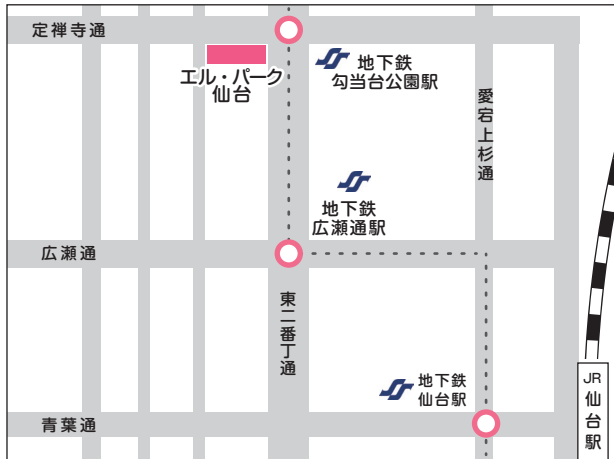 定禅寺通
エル・パーク
仙台
地下鉄
勾当台公園駅
愛宕上杉通
地下鉄
広瀬通駅
広瀬通
東二番丁通
地下鉄
仙台駅
青葉通
JR
仙台駅